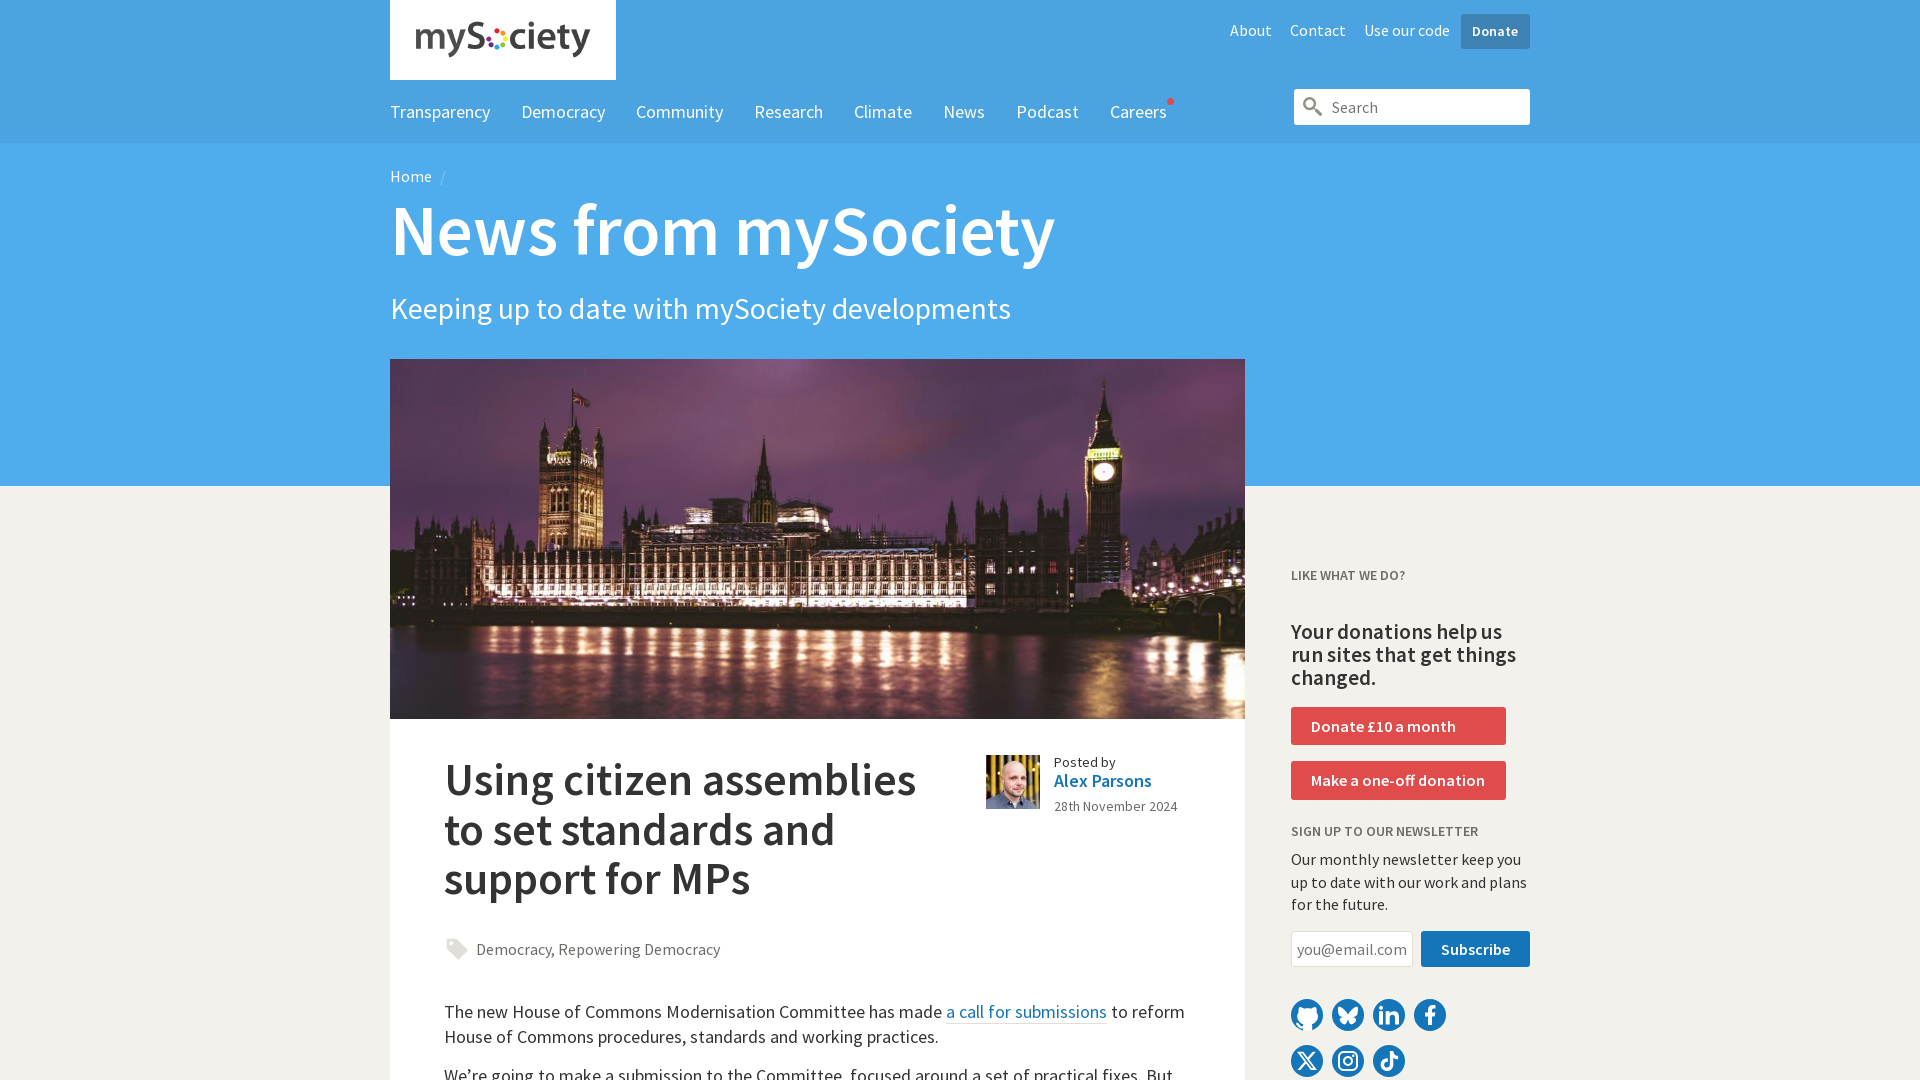 mySociety
About
Contact
Use our code
Donate
Transparency
Democracy
Community
Research
Climate
News
Podcast
Careers
Search
Home /
News from mySociety
Keeping up to date with mySociety developments
Using citizen assemblies
to set standards and
support for MPs
Posted by
Alex Parsons
28th November 2024
Democracy, Repowering Democracy
The new House of Commons Modernisation Committee has made a call for submissions to reform
House of Commons procedures, standards and working practices.
We’re going to make a submission to the Committee, focused around a set of practical fixes. But
LIKE WHAT WE DO?
Your donations help us
run sites that get things
changed.
Donate £10 a month
Make a one-off donation
SIGN UP TO OUR NEWSLETTER
Our monthly newsletter keep you
up to date with our work and plans
for the future.
you@email.com
Subscribe